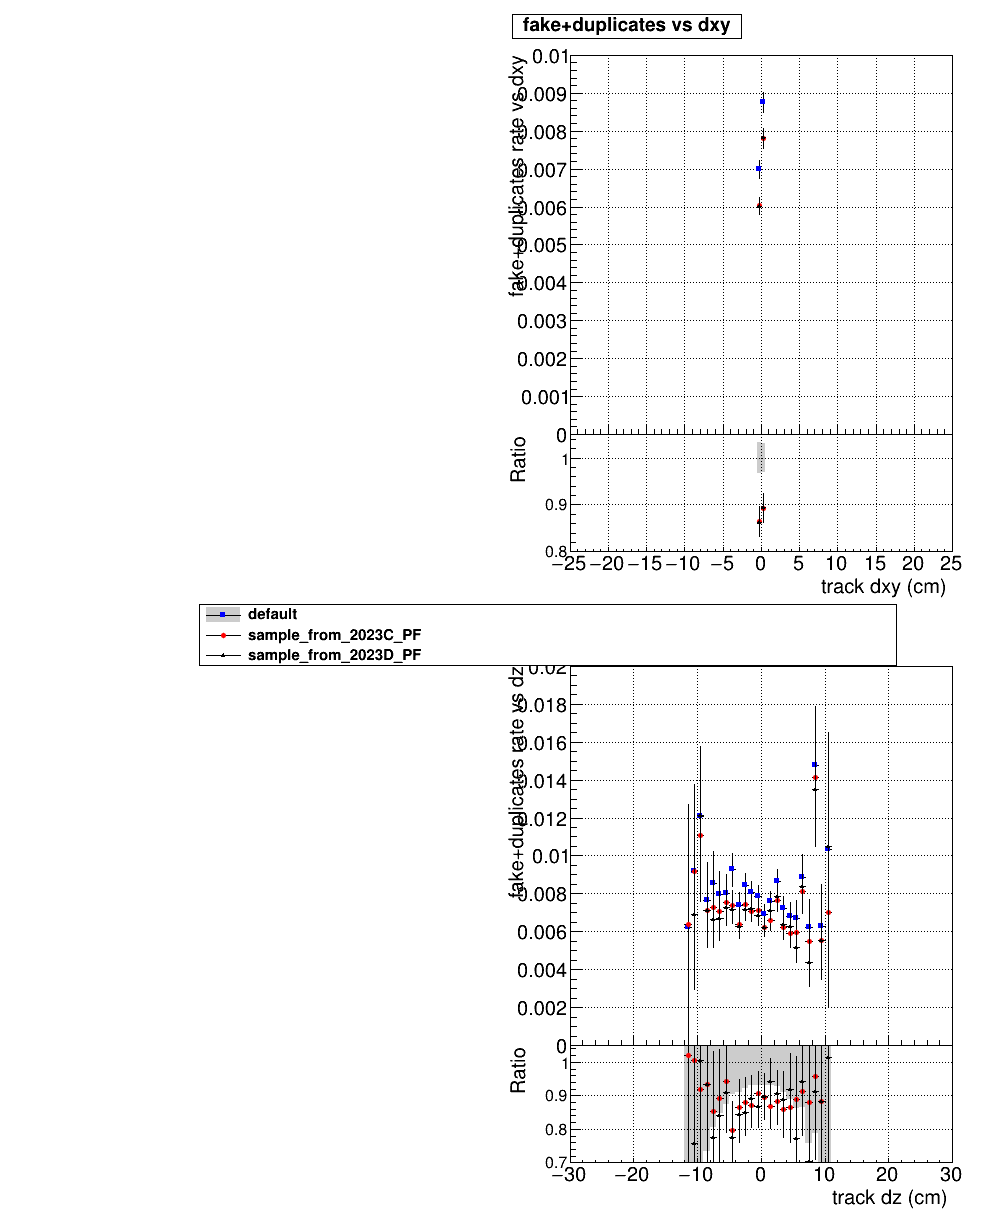 fake+duplicates vs dxy
fake+duplicates rate vs dxy
0.01
0.009
0.008
0.007
0.006
0.005
0.004
0.003
0.002
0.001
0
Ratio
1
0.9
0.8
−25 −20 −15 −10 −5 0 5 10 15 20 25
track dxy (cm)
default
sample_from_2023C_PF
sample_from_2023D_PF
fake+duplicates rate vs dz
0.02
0.018
0.016
0.014
0.012
0.01
0.008
0.006
0.004
0.002
0
Ratio
1
0.9
0.8
0.7
−30 −20 −10 0 10 20 30
track dz (cm)